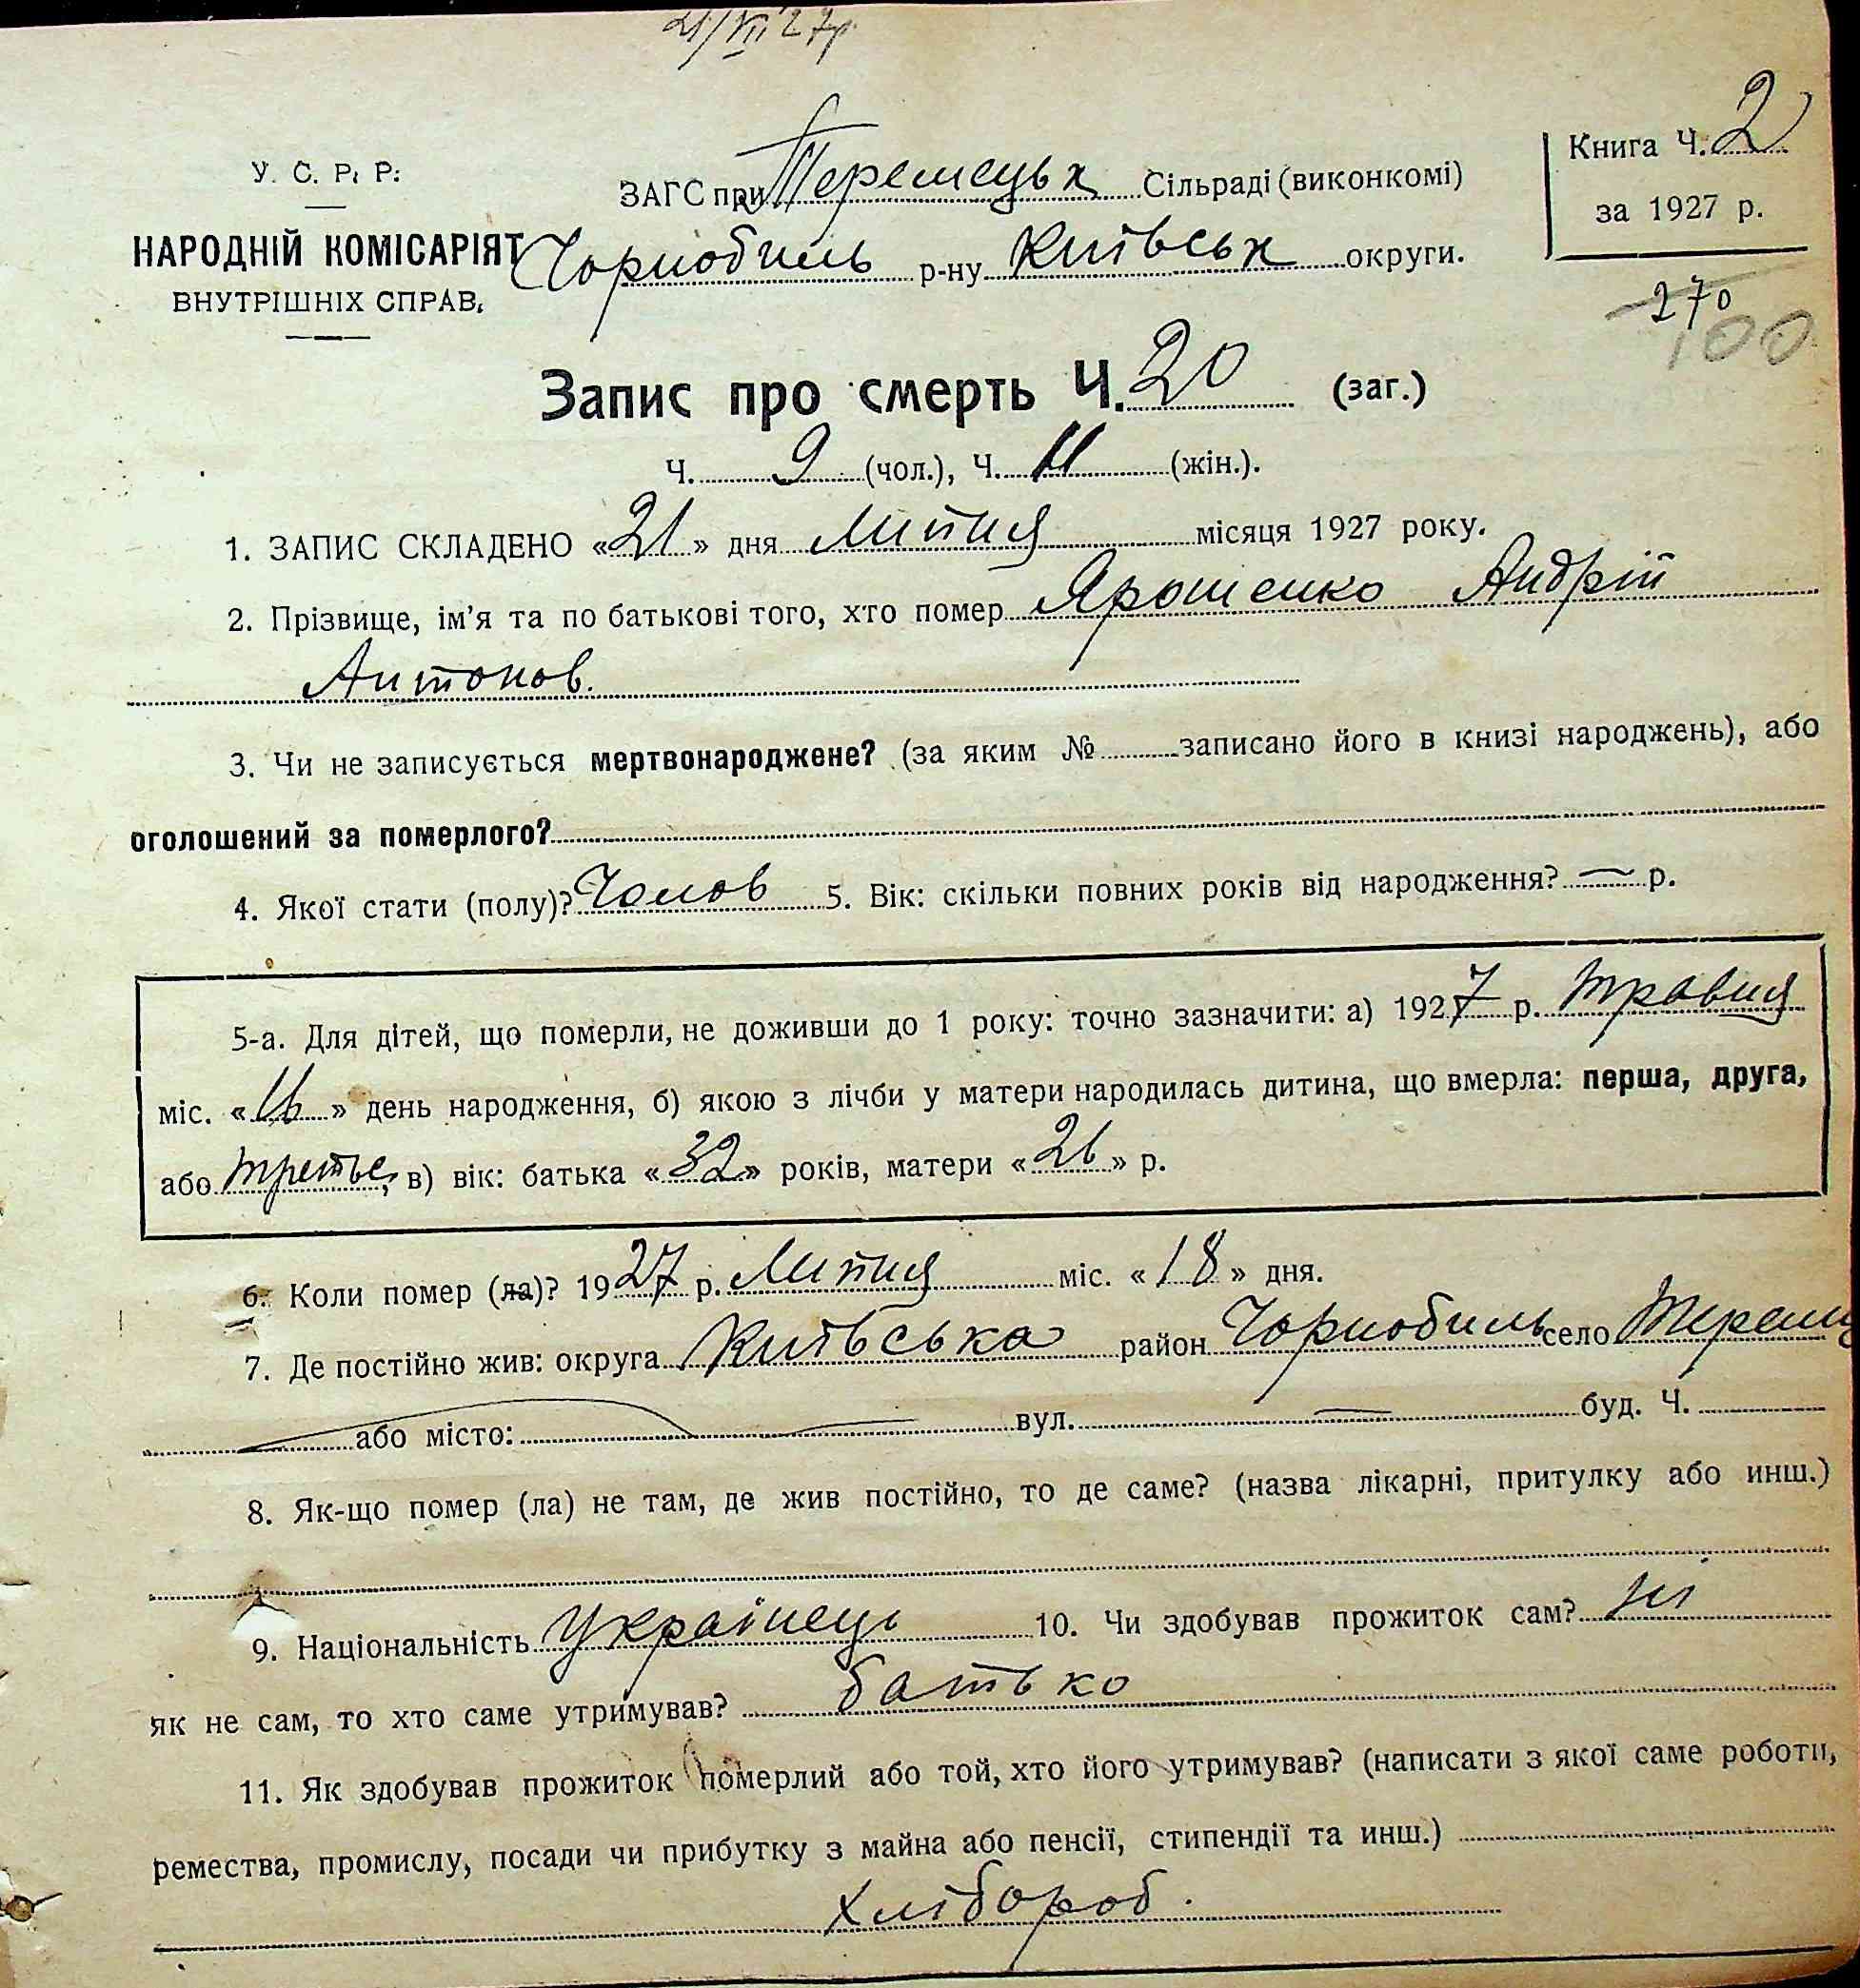 21/VII 27р.
Книга Ч. 2
за 1927 р.
270
100
У. С. Р. Р.
НАРОДНІЙ КОМІСАРІЯТ
ВНУТРІШНІХ СПРАВ.
ЗАГС при Теремецьк Сільраді (виконкомі)
Чорнобиль р-ну Київськ округи.
Запис про смерть Ч. 20 (заг.)
Ч. 9 (чол.), Ч. 11 (жін.).
1. ЗАПИС СКЛАДЕНО «21» дня Липня місяця 1927 року.
2. Прізвище, ім'я та по батькові того, хто помер Ярошенко Андрій
Антонов.
3. Чи не записується мертвонароджене? (за яким № записано його в книзі народжень), або
оголошений за померлого?
4. Якої стати (полу)? Чолов 5. Вік: скільки повних років від народження? — р.
5-а. Для дітей, що померли, не доживши до 1 року: точно зазначити: а) 1927 р. травня
міс. «16» день народження, б) якою з лічби у матери народилась дитина, що вмерла: перша, друга,
або третьє, в) вік: батька «32» років, матери «26» р.
6. Коли помер (ла)? 1927 р. Липня міс. «18» дня.
7. Де постійно жив: округа Київська район Чорнобиль село Теремц
або місто: — вул. — буд. Ч.
8. Як-що помер (ла) не там, де жив постійно, то де саме? (назва лікарні, притулку або инш.)
9. Національність Українець 10. Чи здобував прожиток сам? ні
як не сам, то хто саме утримував? батько
11. Як здобував прожиток померлий або той, хто його утримував? (написати з якої саме роботи,
ремества, промислу, посади чи прибутку з майна або пенсії, стипендії та инш.)
Хлібороб.